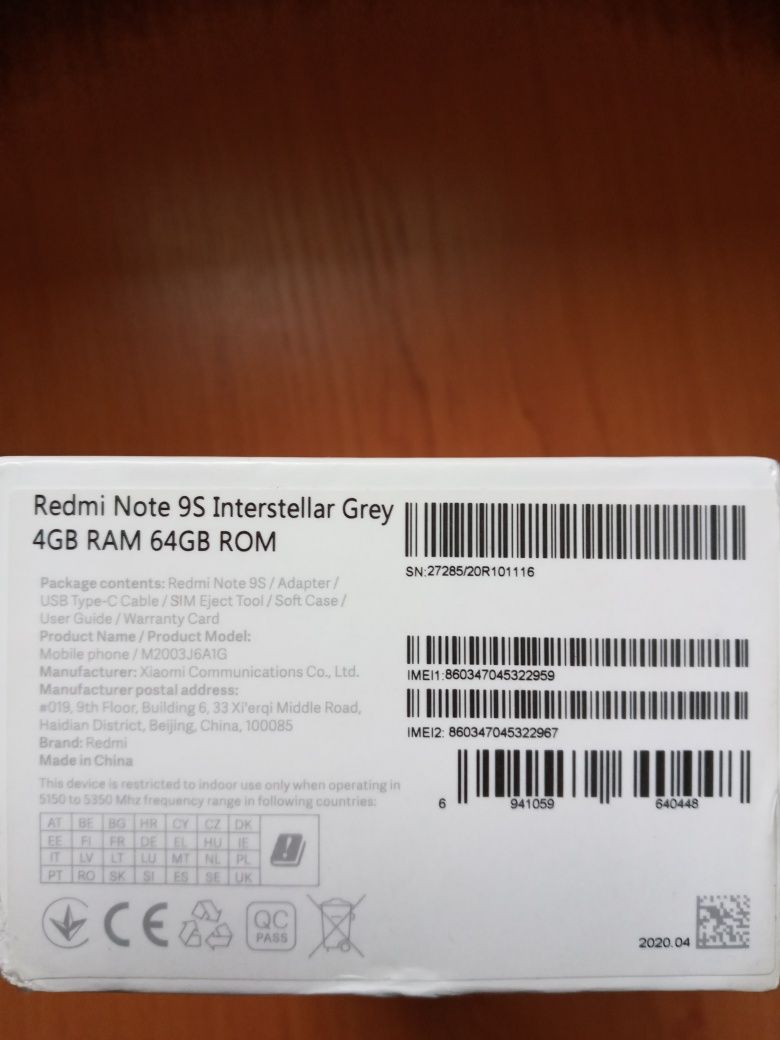 Redmi Note 9S Interstellar Grey
4GB RAM 64GB ROM
Package contents: Redmi Note 9S / Adapter /
USB Type-C Cable / SIM Eject Tool / Soft Case /
User Guide / Warranty Card
Product Name / Product Model:
Mobile phone / M2003J6A1G
Manufacturer: Xiaomi Communications Co., Ltd.
Manufacturer postal address:
#019, 9th Floor, Building 6, 33 Xi'erqi Middle Road,
Haidian District, Beijing, China, 100085
Brand: Redmi
Made in China
This device is restricted to indoor use only when operating in
5150 to 5350 Mhz frequency range in following countries:
AT BE BG HR CY CZ DK
EE FI FR DE EL HU IE
IT LV LT LU MT NL PL
PT RO SK SI ES SE UK
CE
QC
PASS
SN:27285/20R101116
IMEI1:860347045322959
IMEI2: 860347045322967
6 941059 640448
2020.04